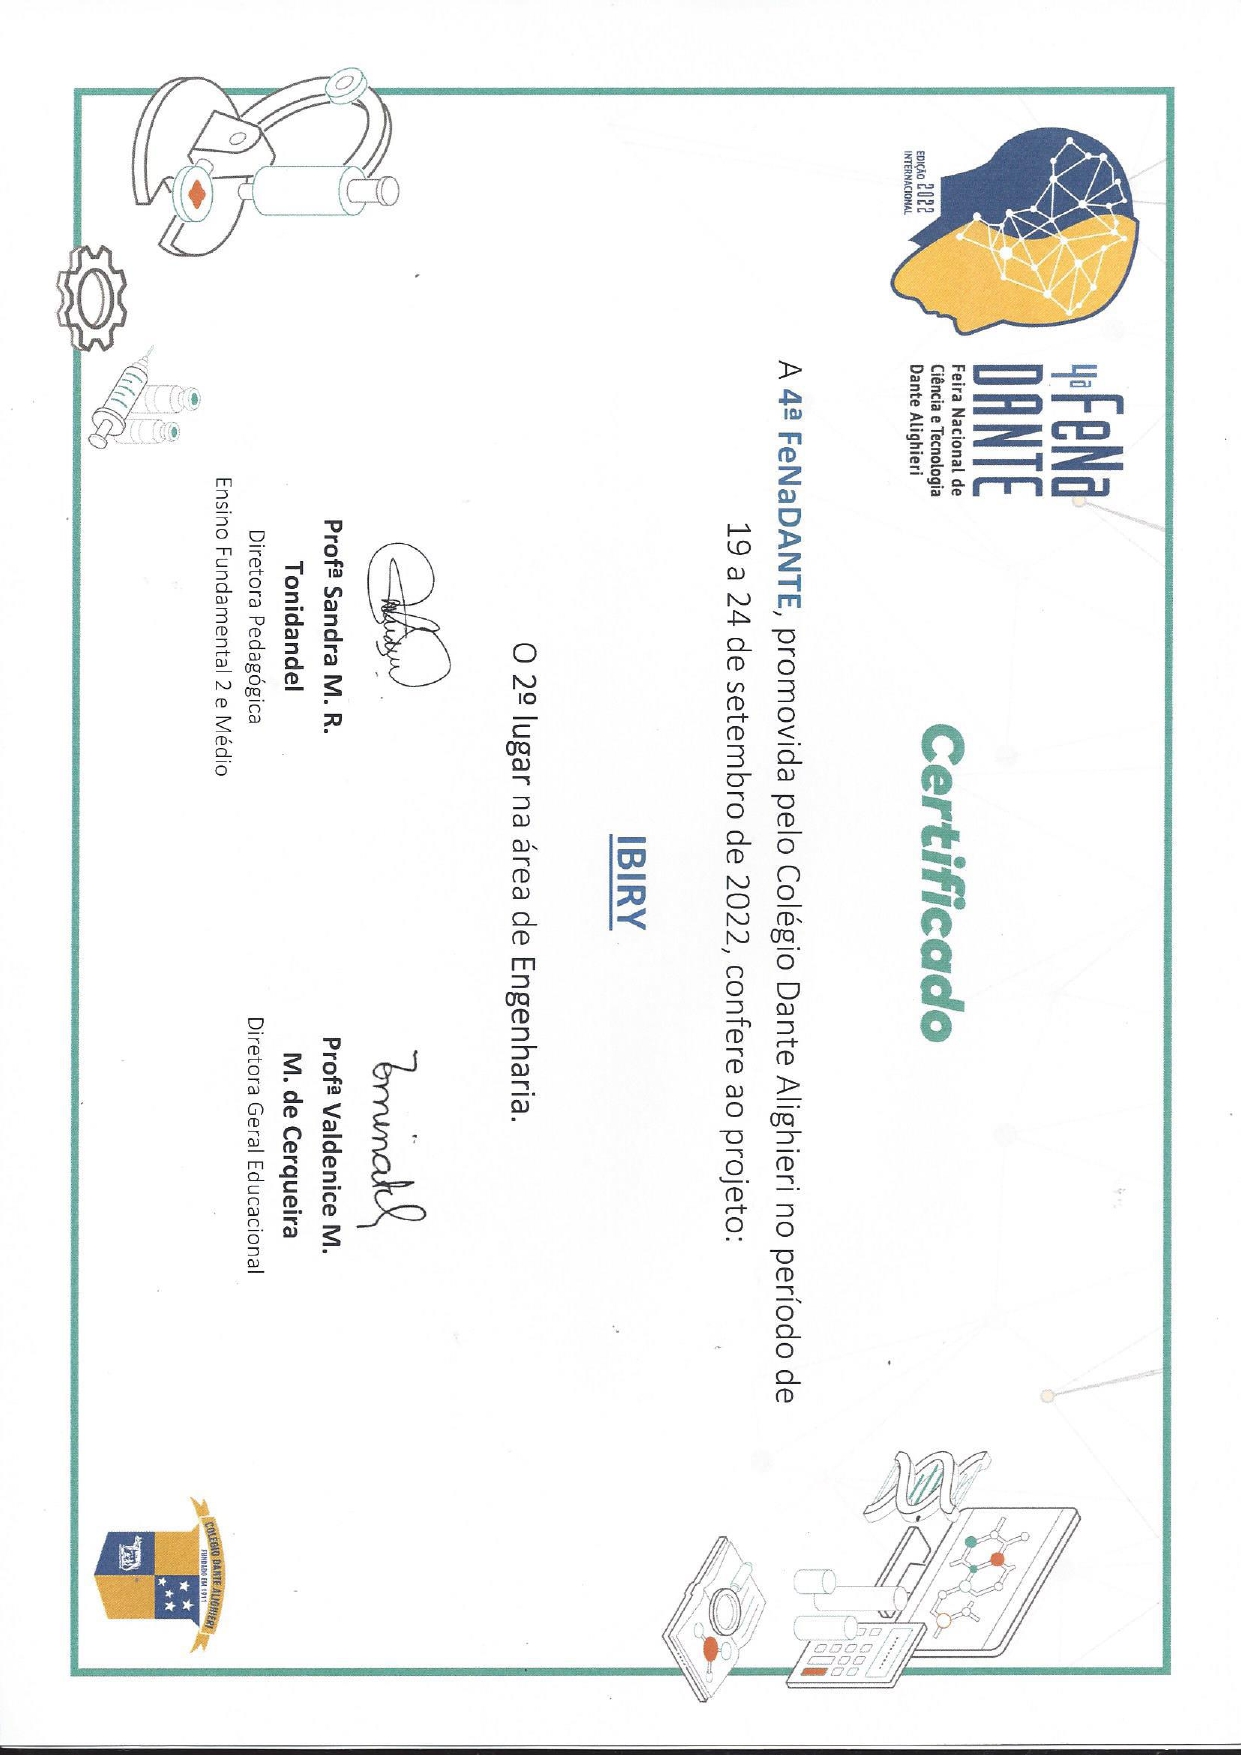 4ª FeNa
DANTE
Feira Nacional de
Ciência e Tecnologia
Dante Alighieri
EDIÇÃO 2022
INTERNACIONAL
Certificado
A 4ª FeNaDANTE, promovida pelo Colégio Dante Alighieri no período de
19 a 24 de setembro de 2022, confere ao projeto:
IBIRY
O 2º lugar na área de Engenharia.
Profª Sandra M. R.
Tonidandel
Diretora Pedagógica
Ensino Fundamental 2 e Médio
Profª Valdenice M.
M. de Cerqueira
Diretora Geral Educacional
COLÉGIO DANTE ALIGHIERI
FUNDADO EM 1911